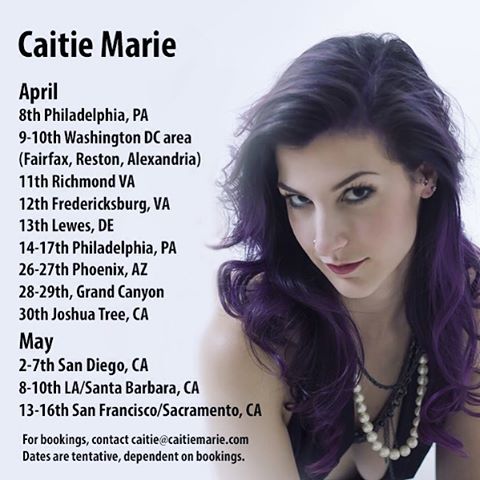 Caitie Marie
April
8th Philadelphia, PA
9-10th Washington DC area
(Fairfax, Reston, Alexandria)
11th Richmond VA
12th Fredericksburg, VA
13th Lewes, DE
14-17th Philadelphia, PA
26-27th Phoenix, AZ
28-29th, Grand Canyon
30th Joshua Tree, CA
May
2-7th San Diego, CA
8-10th LA/Santa Barbara, CA
13-16th San Francisco/Sacramento, CA
For bookings, contact caitie@caitiemarie.com
Dates are tentative, dependent on bookings.